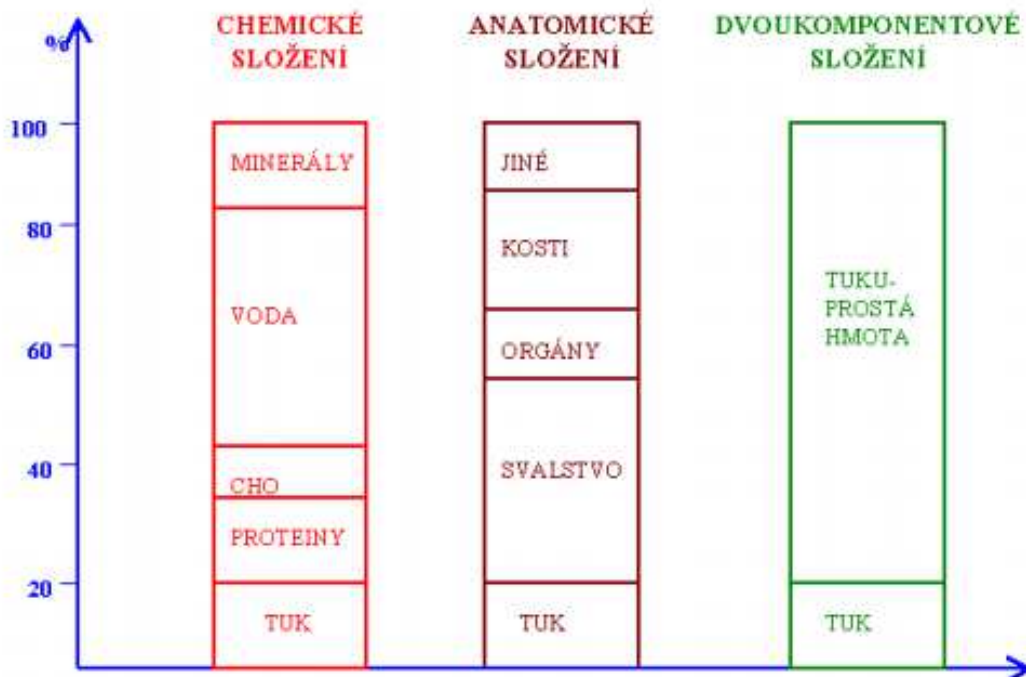 %
CHEMICKÉ
SLOŽENÍ
ANATOMICKÉ
SLOŽENÍ
DVOUKOMPONENTOVÉ
SLOŽENÍ
100
80
60
40
20
MINERÁLY
VODA
CHO
PROTEINY
TUK
JINÉ
KOSTI
ORGÁNY
SVALSTVO
TUK
TUKU-
PROSTÁ
HMOTA
TUK